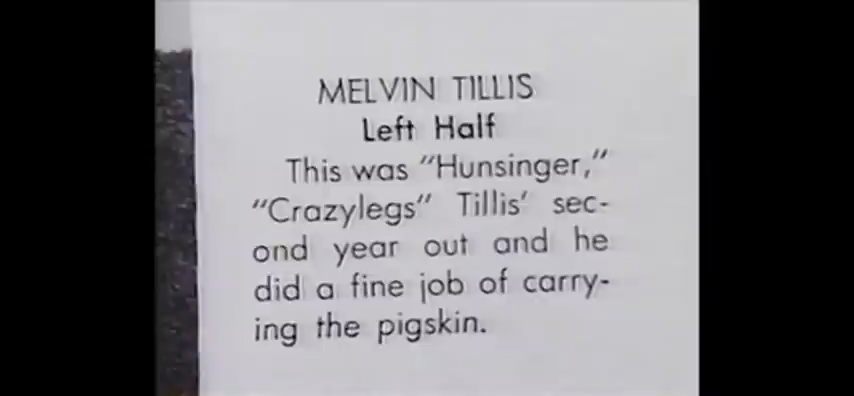 MELVIN TILLIS
Left Half
This was "Hunsinger,"
"Crazylegs" Tillis' sec-
ond year out and he
did a fine job of carry-
ing the pigskin.